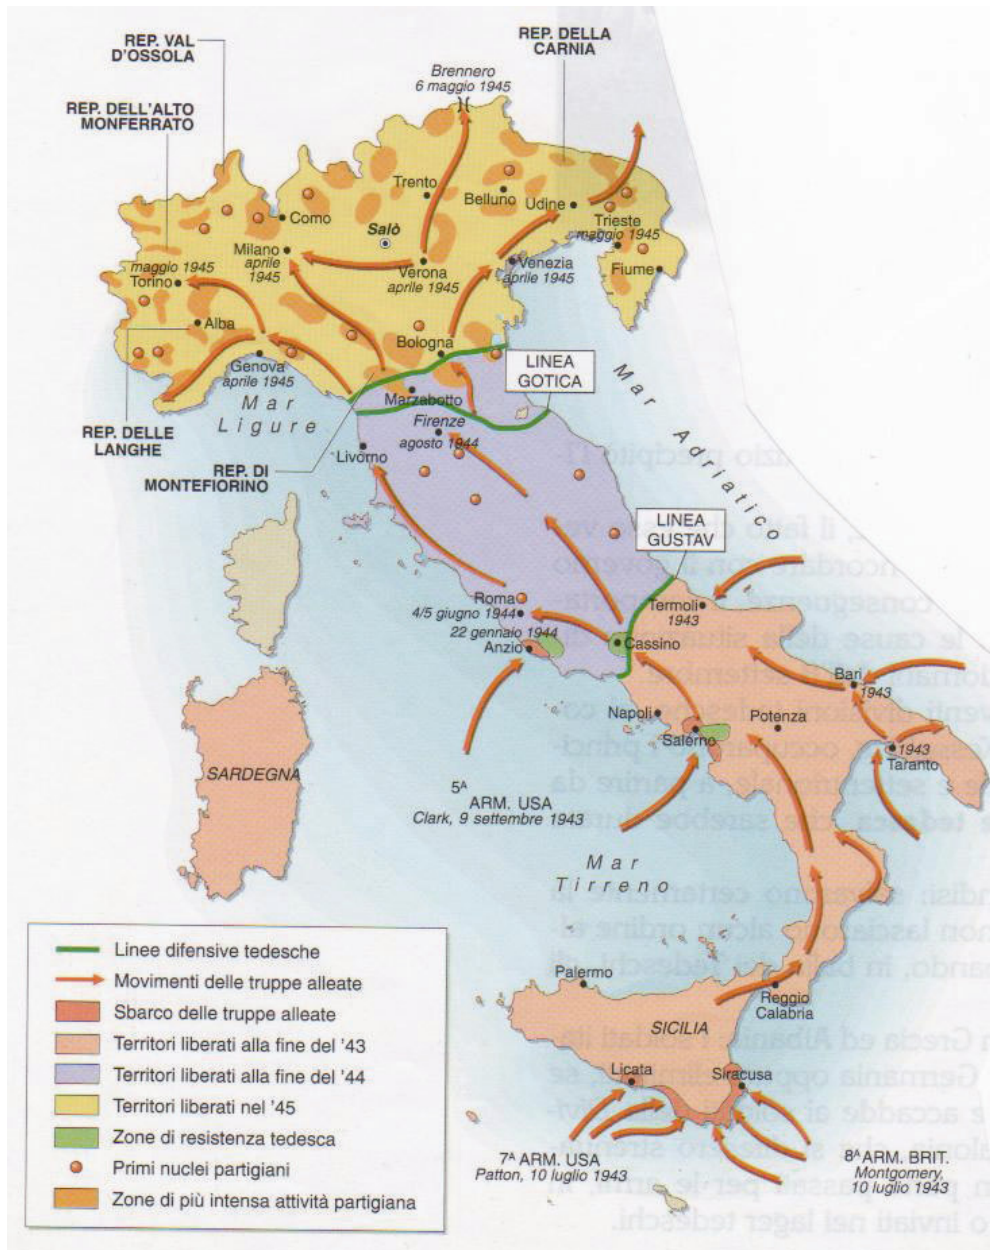 REP. VAL
D'OSSOLA
REP. DELLA
CARNIA
Brennero
6 maggio 1945
REP. DELL'ALTO
MONFERRATO
Trento
Belluno
Udine
Como
Salò
Trieste
maggio 1945
Milano
aprile
1945
maggio 1945
Torino
Verona
aprile 1945
Venezia
aprile 1945
Fiume
Alba
Bologna
Genova
aprile 1945
LINEA
GOTICA
Mar
Ligure
Marzabotto
Mar Adriatico
Firenze
agosto 1944
REP. DELLE
LANGHE
Livorno
REP. DI
MONTEFIORINO
LINEA
GUSTAV
Roma
4/5 giugno 1944
Termoli
1943
22 gennaio 1944
Anzio
Cassino
Bari
1943
Napoli
Potenza
Salerno
1943
Taranto
SARDEGNA
5A
ARM. USA
Clark, 9 settembre 1943
Mar
Tirreno
Linee difensive tedesche
Movimenti delle truppe alleate
Sbarco delle truppe alleate
Territori liberati alla fine del '43
Territori liberati alla fine del '44
Territori liberati nel '45
Zone di resistenza tedesca
Primi nuclei partigiani
Zone di più intensa attività partigiana
Palermo
Reggio
Calabria
SICILIA
Licata
Siracusa
7A ARM. USA
Patton, 10 luglio 1943
8A ARM. BRIT.
Montgomery,
10 luglio 1943